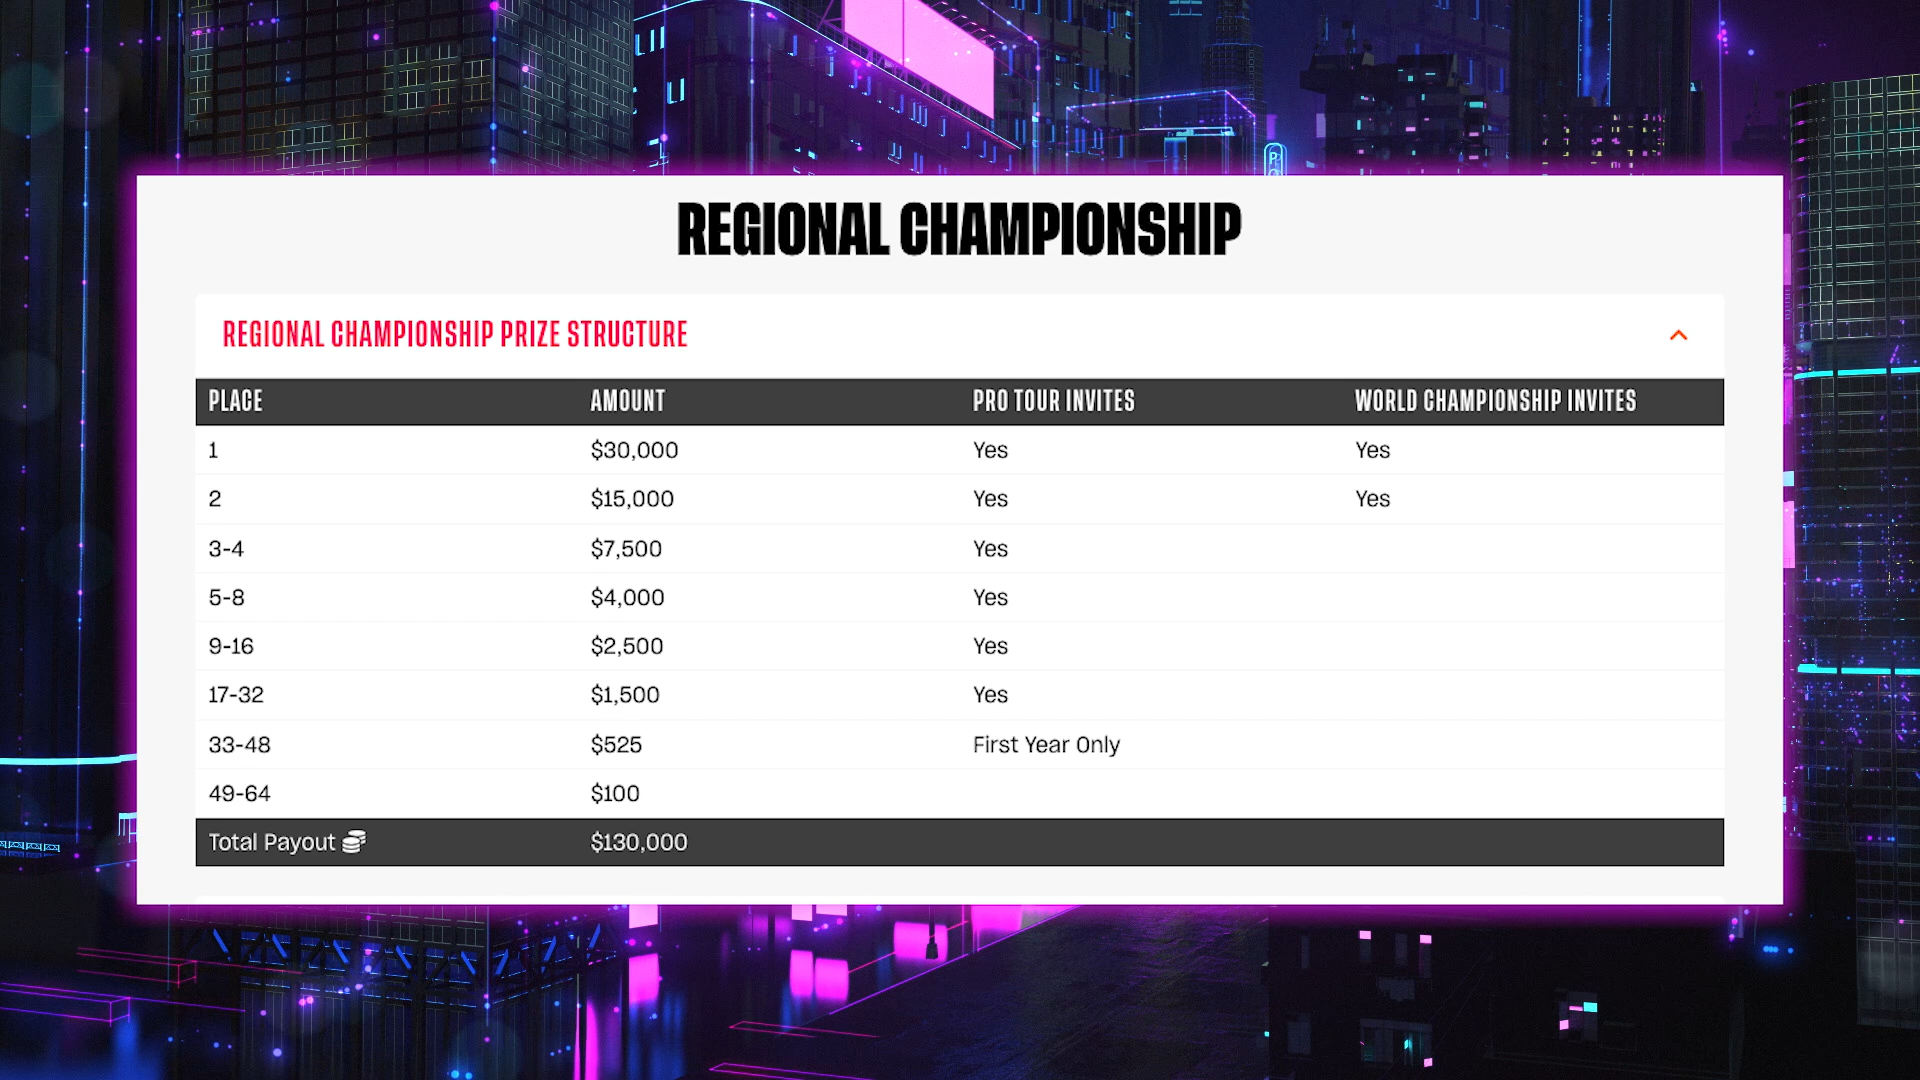 REGIONAL CHAMPIONSHIP
REGIONAL CHAMPIONSHIP PRIZE STRUCTURE
PLACE AMOUNT PRO TOUR INVITES WORLD CHAMPIONSHIP INVITES
1 $30,000 Yes Yes
2 $15,000 Yes Yes
3-4 $7,500 Yes
5-8 $4,000 Yes
9-16 $2,500 Yes
17-32 $1,500 Yes
33-48 $525 First Year Only
49-64 $100
Total Payout $130,000